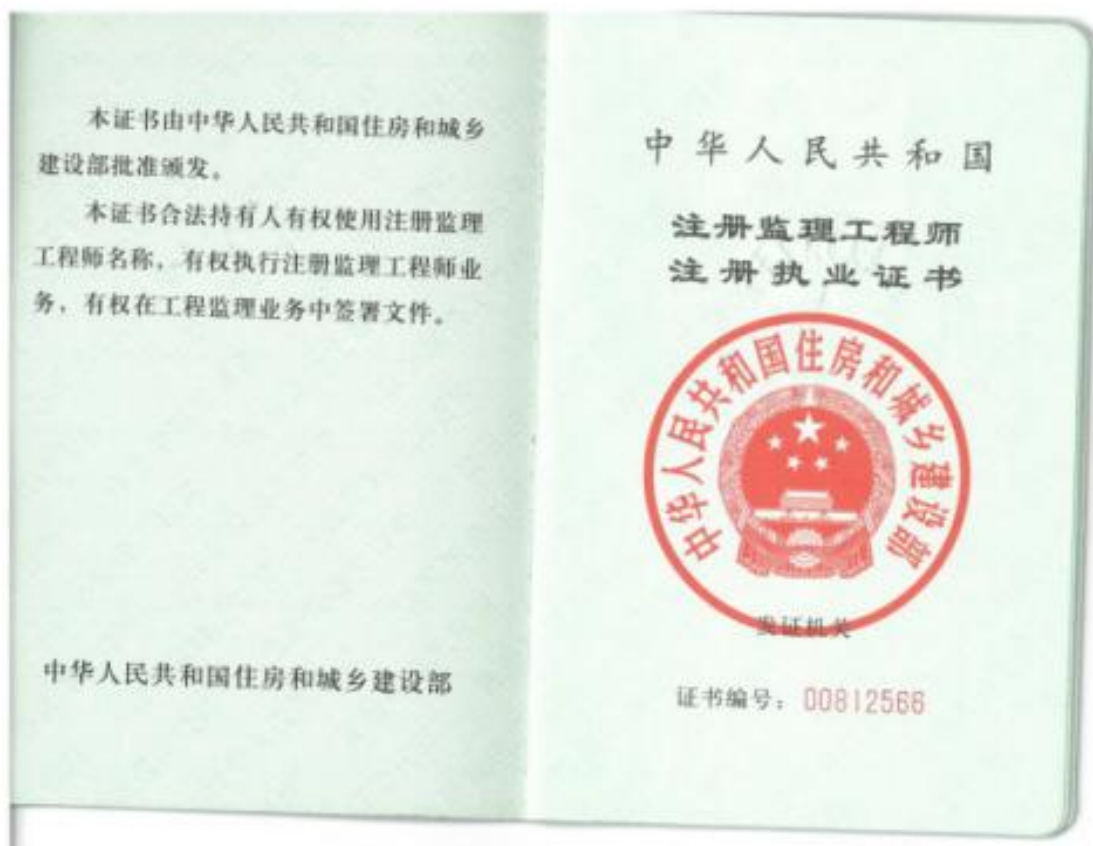 本证书由中华人民共和国住房和城乡
建设部批准颁发。
本证书合法持有人有权使用注册监理
工程师名称，有权执行注册监理工程师业
务，有权在工程监理业务中签署文件。
中华人民共和国住房和城乡建设部
中华人民共和国
注册监理工程师
注册执业证书
中华人民共和国住房和城乡建设部
发证机关
证书编号：00812566